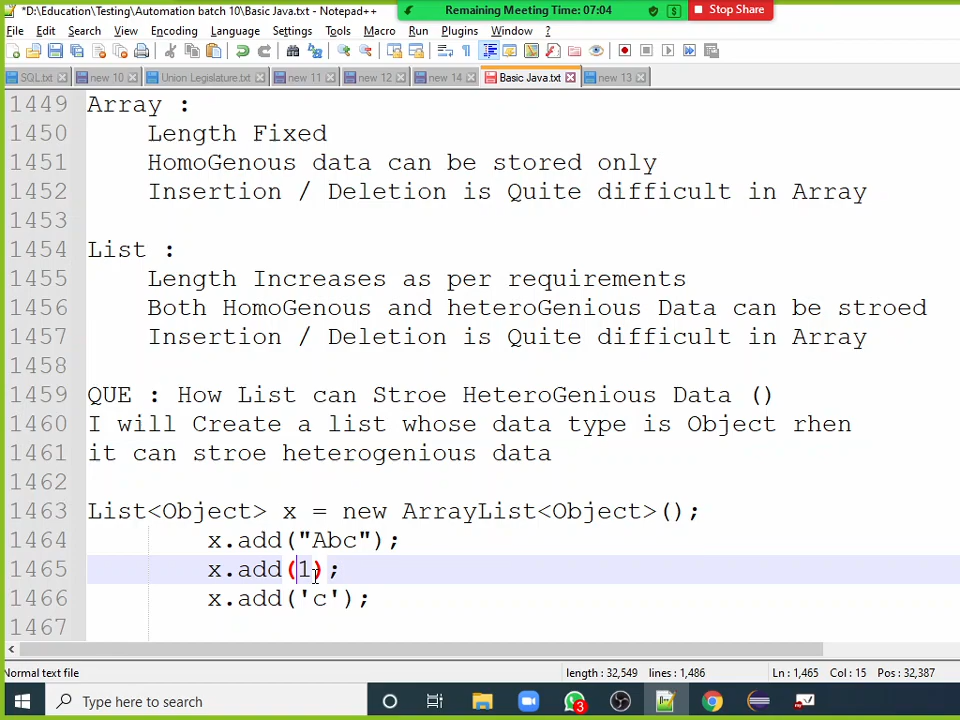 *D:\Education\Testing\Automation batch 10\Basic Java.txt - Notepad++
Remaining Meeting Time: 07:04
Stop Share
File Edit Search View Encoding Language Settings Tools Macro Run Plugins Window ?
SQL.txt new 10 Union Legislature.txt new 11 new 12 new 14 Basic Java.txt new 13
1449 Array :
1450 Length Fixed
1451 HomoGenous data can be stored only
1452 Insertion / Deletion is Quite difficult in Array
1453
1454 List :
1455 Length Increases as per requirements
1456 Both HomoGenous and heteroGenious Data can be stroed
1457 Insertion / Deletion is Quite difficult in Array
1458
1459 QUE : How List can Stroe HeteroGenious Data ()
1460 I will Create a list whose data type is Object rhen
1461 it can stroe heterogenious data
1462
1463 List<Object> x = new ArrayList<Object>();
1464 x.add("Abc");
1465 x.add(1);
1466 x.add('c');
1467
Normal text file length : 32,549 lines : 1,486 Ln : 1,465 Col : 15 Pos : 32,387
Type here to search
3